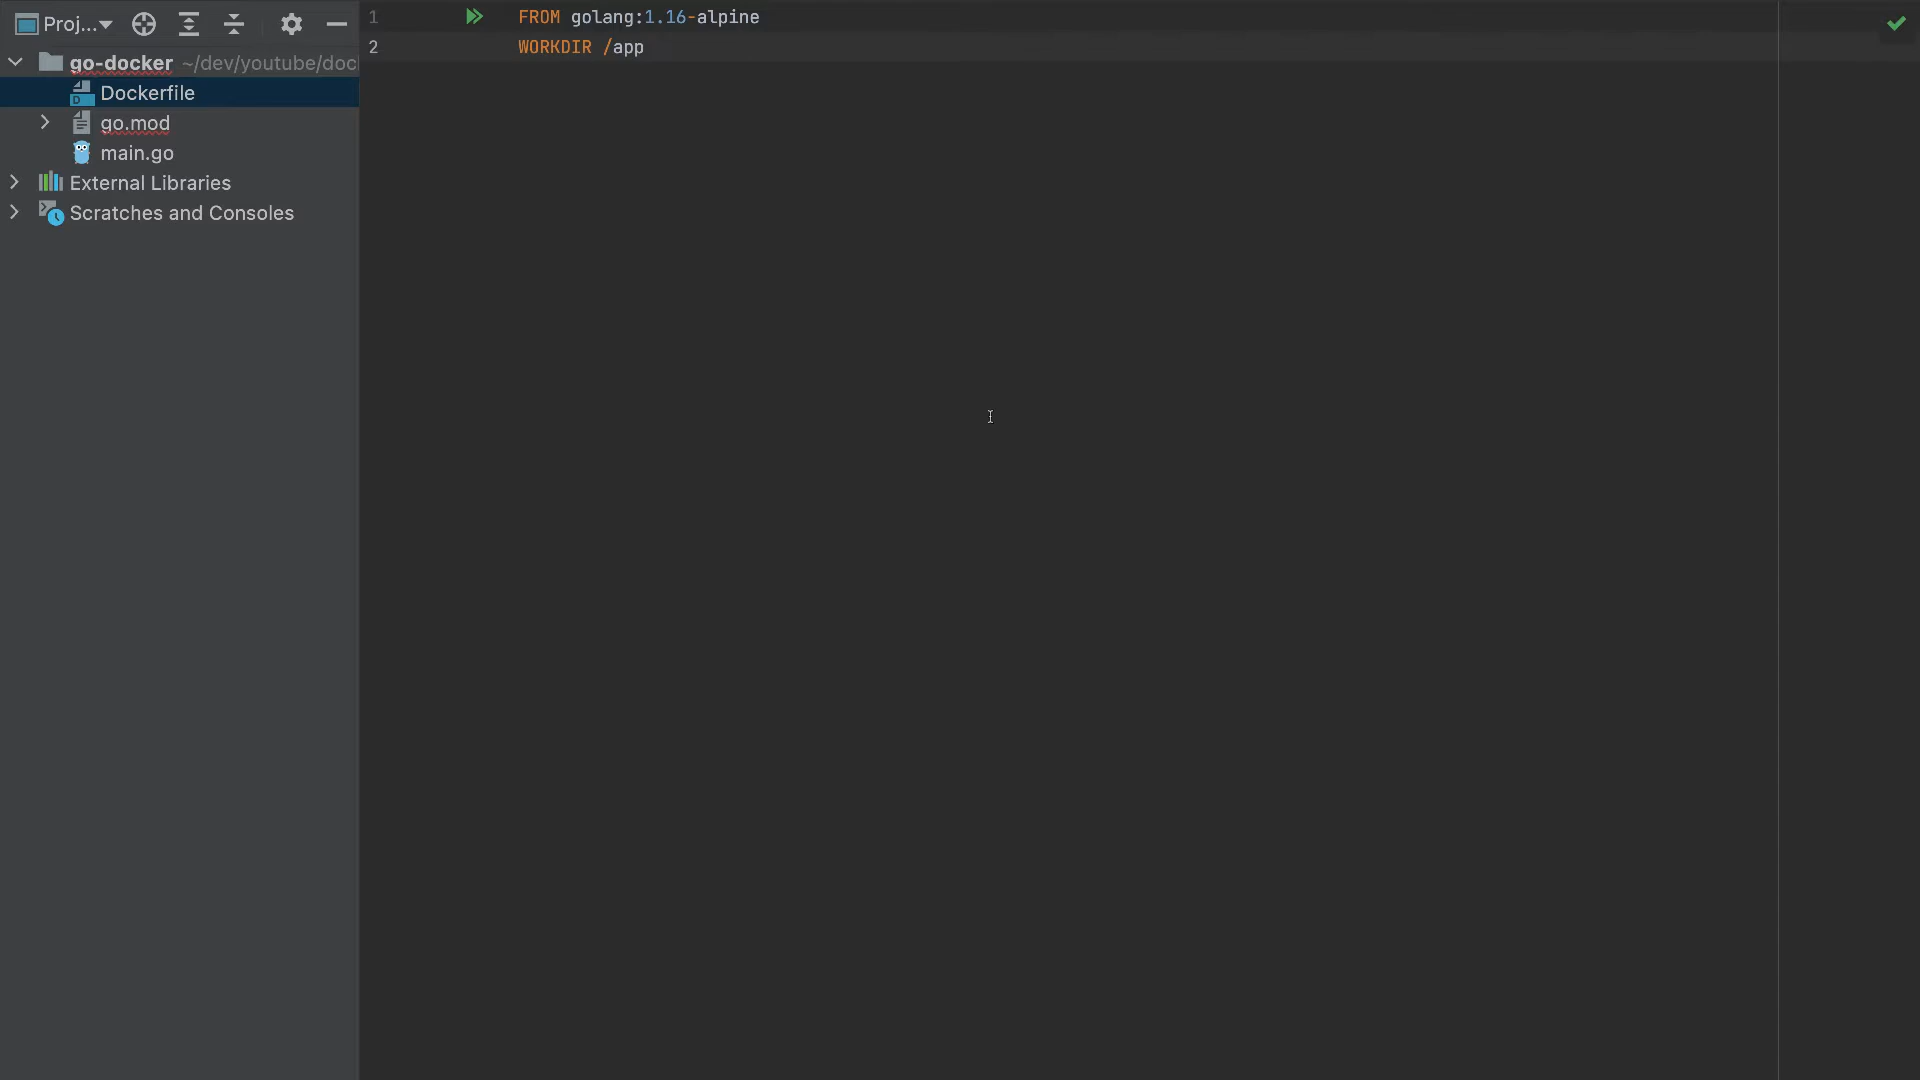 Proj...
1 FROM golang:1.16-alpine
2 WORKDIR /app
go-docker ~/dev/youtube/doc
Dockerfile
go.mod
main.go
External Libraries
Scratches and Consoles